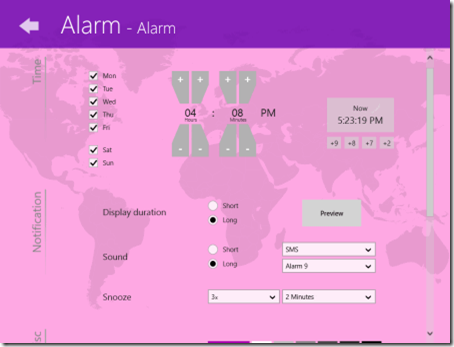 Alarm - Alarm
Time
Mon
Tue
Wed
Thu
Fri
Sat
Sun
+ + + +
04 : 08 PM
Hours Minutes
- - - -
Now
5:23:19 PM
+9 +8 +7 +2
Notification
Display duration
Short
Long
Preview
Sound
Short
Long
SMS
Alarm 9
Snooze
3x
2 Minutes
sc